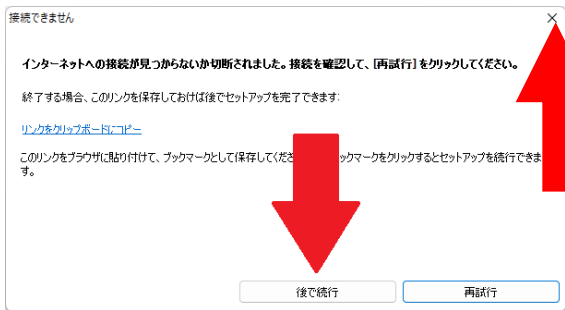 接続できません
インターネットへの接続が見つからないか切断されました。接続を確認して、[再試行] をクリックしてください。
終了する場合、このリンクを保存しておけば後でセットアップを完了できます:
リンクをクリップボードにコピー
このリンクをブラウザに貼り付けて、ブックマークとして保存してくだ ックマークをクリックするとセットアップを続行できま
す。
後で続行
再試行